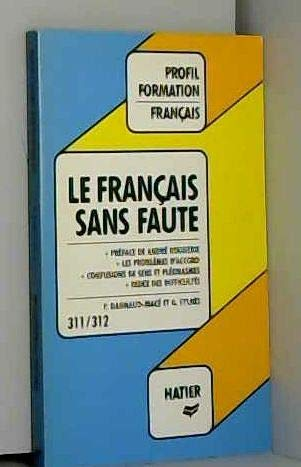 PROFIL
FORMATION
FRANÇAIS
LE FRANÇAIS
SANS FAUTE
• PRÉFACE DE ANDRÉ
• LES PROBLÈMES D'ACCORD
• CONFUSIONS DE SENS ET PLÉONASMES
• INDEX DES DIFFICULTÉS
ET G.
311/312
HATIER